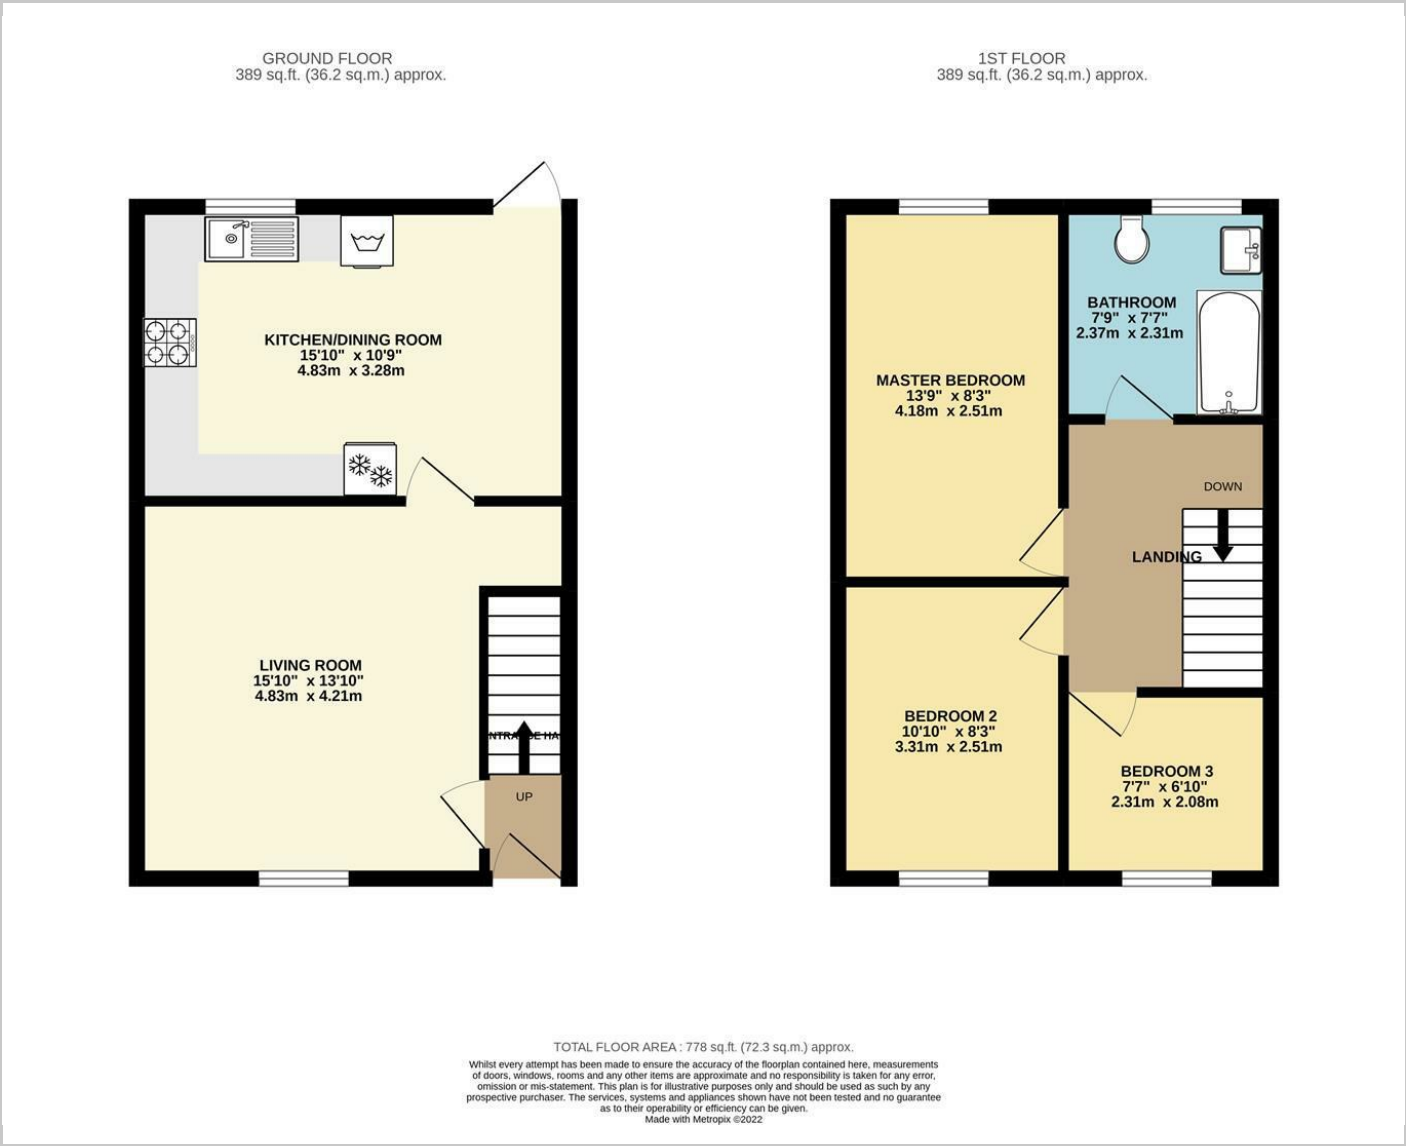 GROUND FLOOR
389 sq.ft. (36.2 sq.m.) approx.
1ST FLOOR
389 sq.ft. (36.2 sq.m.) approx.
KITCHEN/DINING ROOM
15'10" x 10'9"
4.83m x 3.28m
LIVING ROOM
15'10" x 13'10"
4.83m x 4.21m
UP
MASTER BEDROOM
13'9" x 8'3"
4.18m x 2.51m
BATHROOM
7'9" x 7'7"
2.37m x 2.31m
DOWN
LANDING
BEDROOM 2
10'10" x 8'3"
3.31m x 2.51m
BEDROOM 3
7'7" x 6'10"
2.31m x 2.08m
TOTAL FLOOR AREA : 778 sq.ft. (72.3 sq.m.) approx.
Whilst every attempt has been made to ensure the accuracy of the floorplan contained here, measurements
of doors, windows, rooms and any other items are approximate and no responsibility is taken for any error,
omission or mis-statement. This plan is for illustrative purposes only and should be used as such by any
prospective purchaser. The services, systems and appliances shown have not been tested and no guarantee
as to their operability or efficiency can be given.
Made with Metropix ©2022